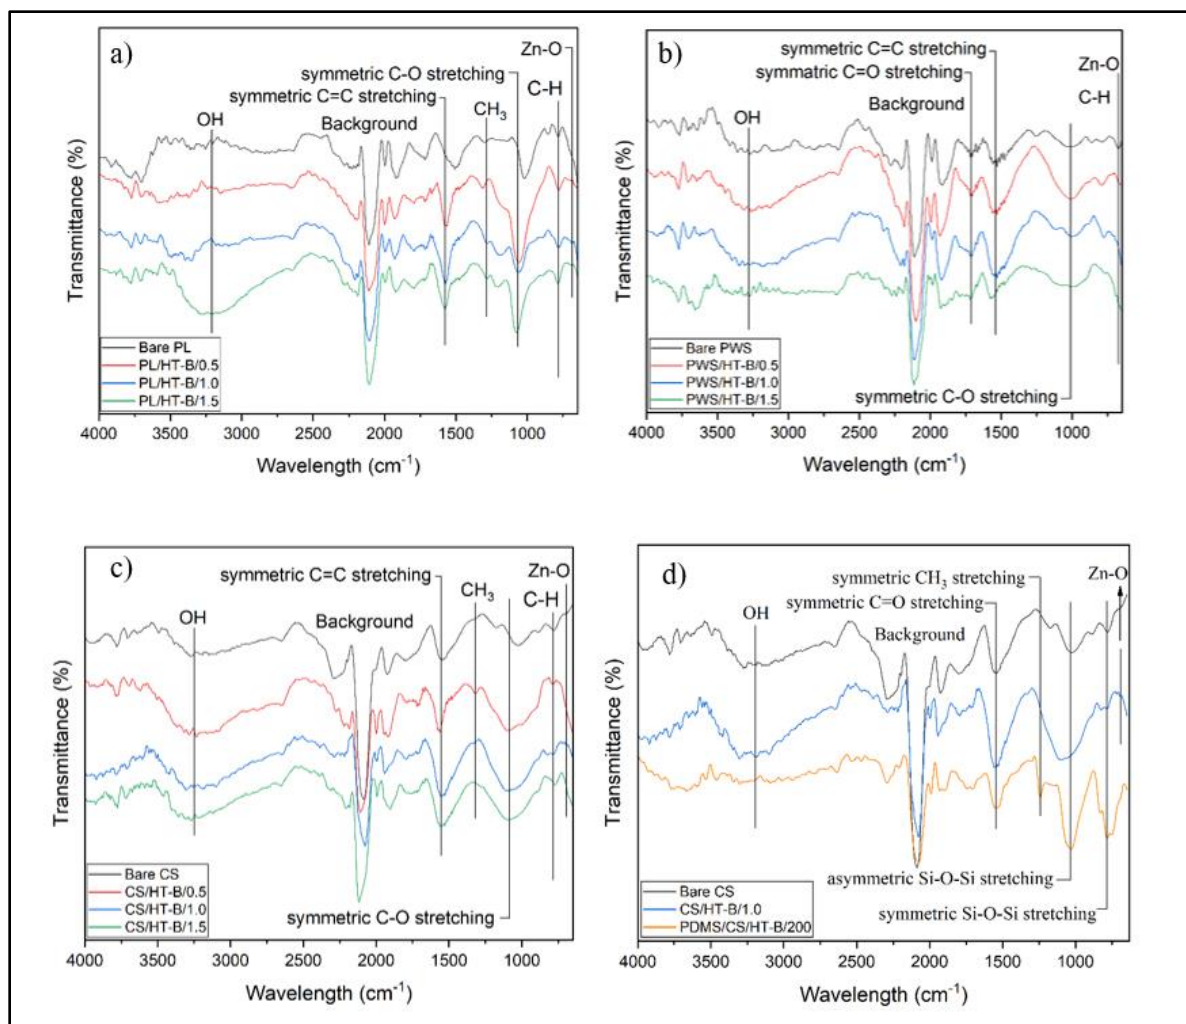 a)
Zn-O
symmetric C-O stretching
C-H
symmetric C=C stretching
CH₃
OH
Background
Transmittance (%)
Bare PL
PL/HT-B/0.5
PL/HT-B/1.0
PL/HT-B/1.5
4000 3500 3000 2500 2000 1500 1000
Wavelength (cm⁻¹)
b)
symmetric C=C stretching
symmatric C=O stretching
Zn-O
Background
C-H
OH
Transmittance (%)
Bare PWS
PWS/HT-B/0.5
PWS/HT-B/1.0
PWS/HT-B/1.5
symmetric C-O stretching
4000 3500 3000 2500 2000 1500 1000
Wavelength (cm⁻¹)
c)
symmetric C=C stretching
Zn-O
CH₃
C-H
OH
Background
Transmittance (%)
Bare CS
CS/HT-B/0.5
CS/HT-B/1.0
CS/HT-B/1.5
symmetric C-O stretching
4000 3500 3000 2500 2000 1500 1000
Wavelength (cm⁻¹)
d)
symmetric CH₃ stretching
Zn-O
symmetric C=O stretching
OH
Background
Transmittance (%)
asymmetric Si-O-Si stretching
Bare CS
CS/HT-B/1.0
PDMS/CS/HT-B/200
symmetric Si-O-Si stretching
4000 3500 3000 2500 2000 1500 1000
Wavelength (cm⁻¹)